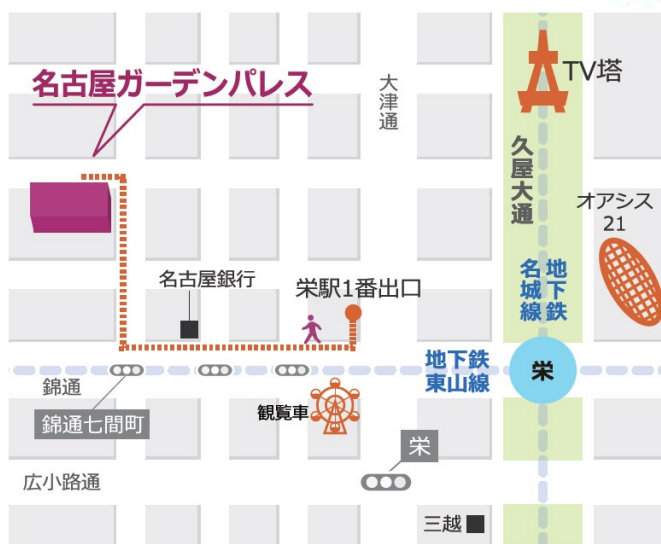 TV塔
名古屋ガーデンパレス
大津通
久屋大通
オアシス
21
名古屋銀行
栄駅1番出口
地下鉄
名城線
地下鉄
東山線
栄
錦通
錦通七間町
観覧車
栄
広小路通
三越